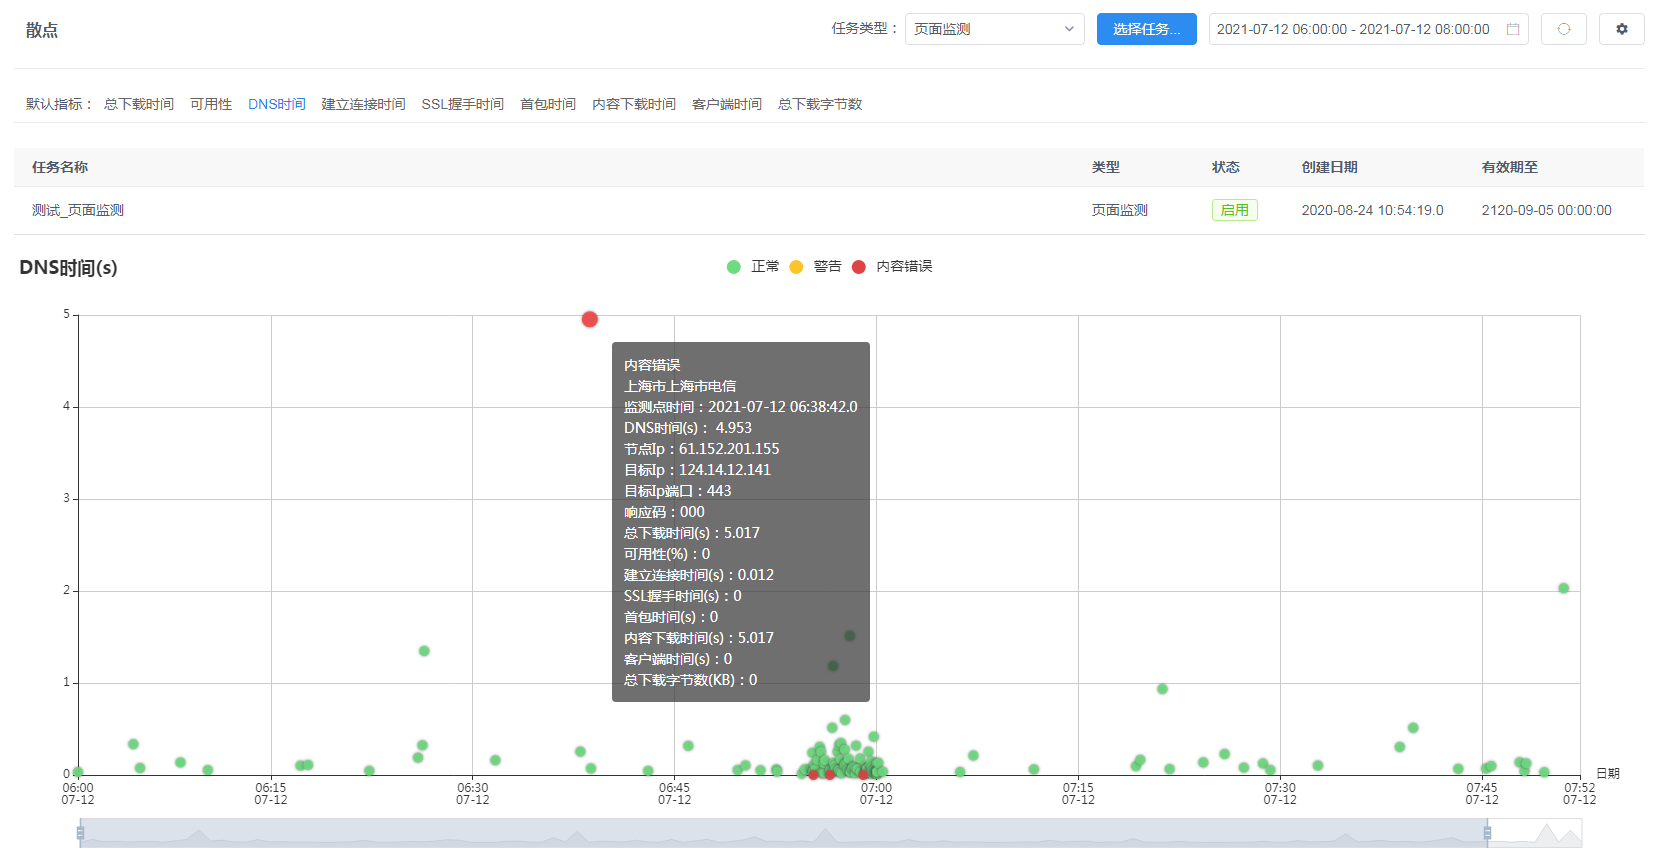 散点
任务类型： 页面监测 选择任务... 2021-07-12 06:00:00 - 2021-07-12 08:00:00
默认指标： 总下载时间 可用性 DNS时间 建立连接时间 SSL握手时间 首包时间 内容下载时间 客户端时间 总下载字节数
任务名称 类型 状态 创建日期 有效期至
测试_页面监测 页面监测 启用 2020-08-24 10:54:19.0 2120-09-05 00:00:00
DNS时间(s)
正常 警告 内容错误
5
4
3
2
1
0
内容错误
上海市上海市电信
监测点时间：2021-07-12 06:38:42.0
DNS时间(s)： 4.953
节点Ip：61.152.201.155
目标Ip：124.14.12.141
目标Ip端口：443
响应码：000
总下载时间(s)：5.017
可用性(%)：0
建立连接时间(s)：0.012
SSL握手时间(s)：0
首包时间(s)：0
内容下载时间(s)：5.017
客户端时间(s)：0
总下载字节数(KB)：0
日期
06:00 06:15 06:30 06:45 07:00 07:15 07:30 07:45 07:52
07-12 07-12 07-12 07-12 07-12 07-12 07-12 07-12 07-12